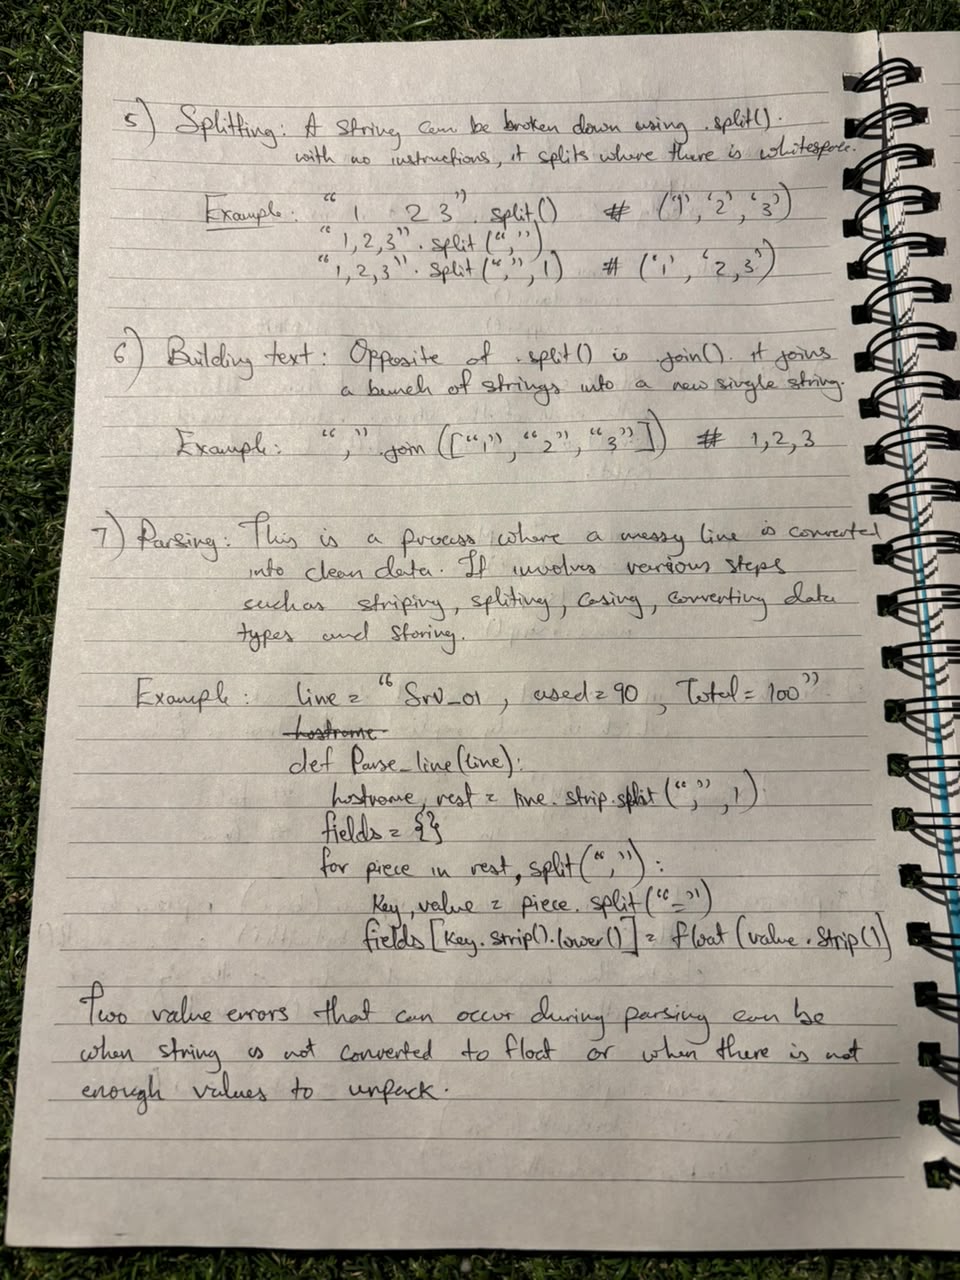 5) Splitting: A string can be broken down using .split().
with no instructions, it splits where there is whitespace.
Example: “ 1 2 3”. split() # (‘1’, ‘2’, ‘3’)
“ 1,2,3”. split (“,”)
“1,2,3”. split (“,”, 1) # (‘1’, ‘2,3’)
6) Building text: Opposite of .split() is .join(). it joins
a bunch of strings into a new single string.
Example: “,”.join ([“1”, “2”, “3”]) # 1,2,3
7) Parsing: This is a process where a messy line is converted
into clean data. It involves various steps
such as striping, spliting, casing, converting data
types and storing.
Example: line = “ Srv_01, used=90, Total=100”
hostname
def Parse_line(line):
hostname, rest = line.strip.split(“,”, 1)
fields = {}
for piece in rest, split(“,”):
Key, value = piece. split(“=”)
fields [Key.strip().lower()] = float (value.strip()
Two value errors that can occur during parsing can be
when string is not converted to float or when there is not
enough values to unpack.